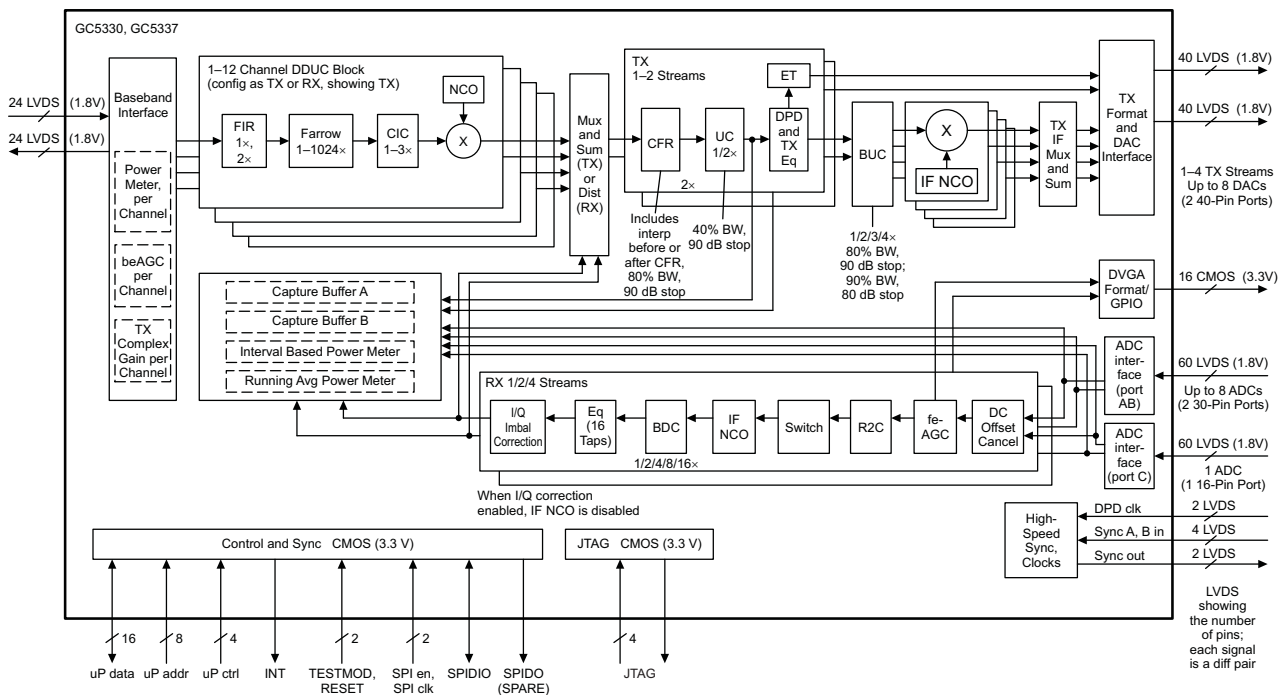 GC5330, GC5337
24 LVDS (1.8V)
24 LVDS (1.8V)
Baseband
Interface
Power
Meter,
per
Channel
beAGC
per
Channel
TX
Complex
Gain per
Channel
1–12 Channel DDUC Block
(config as TX or RX, showing TX)
FIR
1×,
2×
Farrow
1–1024×
CIC
1–3×
NCO
X
Mux
and
Sum
(TX)
or
Dist
(RX)
TX
1–2 Streams
CFR
UC
1/2×
ET
DPD
and
TX
Eq
2×
Includes
interp
before or
after CFR,
80% BW,
90 dB stop
40% BW,
90 dB stop
BUC
1/2/3/4×
80% BW,
90 dB stop;
90% BW,
80 dB stop
X
IF NCO
TX
IF
Mux
and
Sum
TX
Format
and
DAC
Interface
40 LVDS (1.8V)
40 LVDS (1.8V)
1–4 TX Streams
Up to 8 DACs
(2 40-Pin Ports)
DVGA
Format/
GPIO
16 CMOS (3.3V)
Capture Buffer A
Capture Buffer B
Interval Based Power Meter
Running Avg Power Meter
RX 1/2/4 Streams
I/Q
Imbal
Correction
Eq
(16
Taps)
BDC
IF
NCO
Switch
R2C
fe-
AGC
DC
Offset
Cancel
1/2/4/8/16×
When I/Q correction
enabled, IF NCO is disabled
ADC
inter-
face
(port
AB)
60 LVDS (1.8V)
Up to 8 ADCs
(2 30-Pin Ports)
ADC
inter-
face
(port C)
60 LVDS (1.8V)
1 ADC
(1 16-Pin Port)
High-
Speed
Sync,
Clocks
DPD clk
2 LVDS
Sync A, B in
4 LVDS
Sync out
2 LVDS
LVDS
showing
the number
of pins;
each signal
is a diff pair
Control and Sync CMOS (3.3 V)
JTAG CMOS (3.3 V)
16
8
4
2
2
4
uP data
uP addr
uP ctrl
INT
TESTMOD,
RESET
SPI en,
SPI clk
SPIDIO
SPIDO
(SPARE)
JTAG